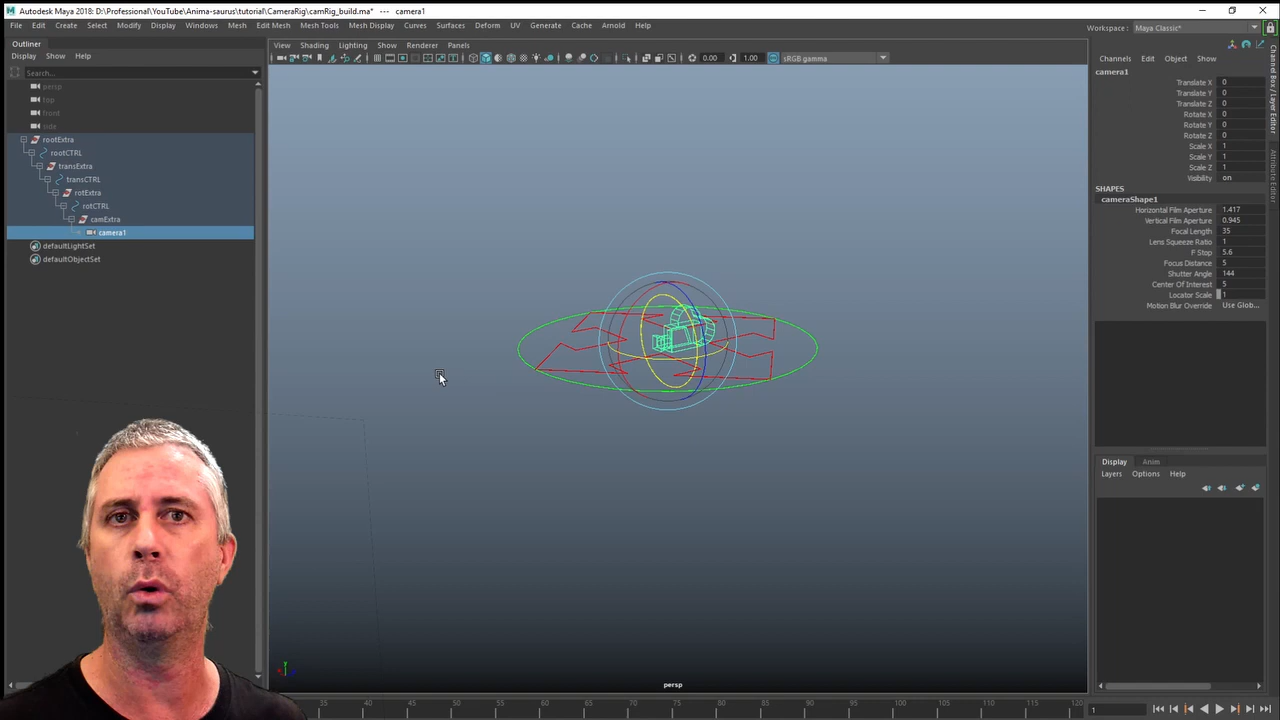 Autodesk Maya 2018: D:\Professional\YouTube\Anima-saurus\tutorial\CameraRig\camRig_build.ma* --- camera1
File Edit Create Select Modify Display Windows Mesh Edit Mesh Mesh Tools Mesh Display Curves Surfaces Deform UV Generate Cache Arnold Help
Workspace: Maya Classic*
Outliner
Display Show Help
Search...
persp
top
front
side
rootExtra
rootCTRL
transExtra
transCTRL
rotExtra
rotCTRL
camExtra
camera1
defaultLightSet
defaultObjectSet
View Shading Lighting Show Renderer Panels
0.00 1.00 sRGB gamma
persp
Channels Edit Object Show
camera1
Translate X 0
Translate Y 0
Translate Z 0
Rotate X 0
Rotate Y 0
Rotate Z 0
Scale X 1
Scale Y 1
Scale Z 1
Visibility on
SHAPES
cameraShape1
Horizontal Film Aperture 1.417
Vertical Film Aperture 0.945
Focal Length 35
Lens Squeeze Ratio 1
F Stop 5.6
Focus Distance 5
Shutter Angle 144
Center Of Interest 5
Locator Scale 1
Motion Blur Override Use Glob...
Display Anim
Layers Options Help
Channel Box / Layer Editor
Attribute Editor
35 40 45 50 55 60 65 70 75 80 85 90 95 100 105 110 115 120
1